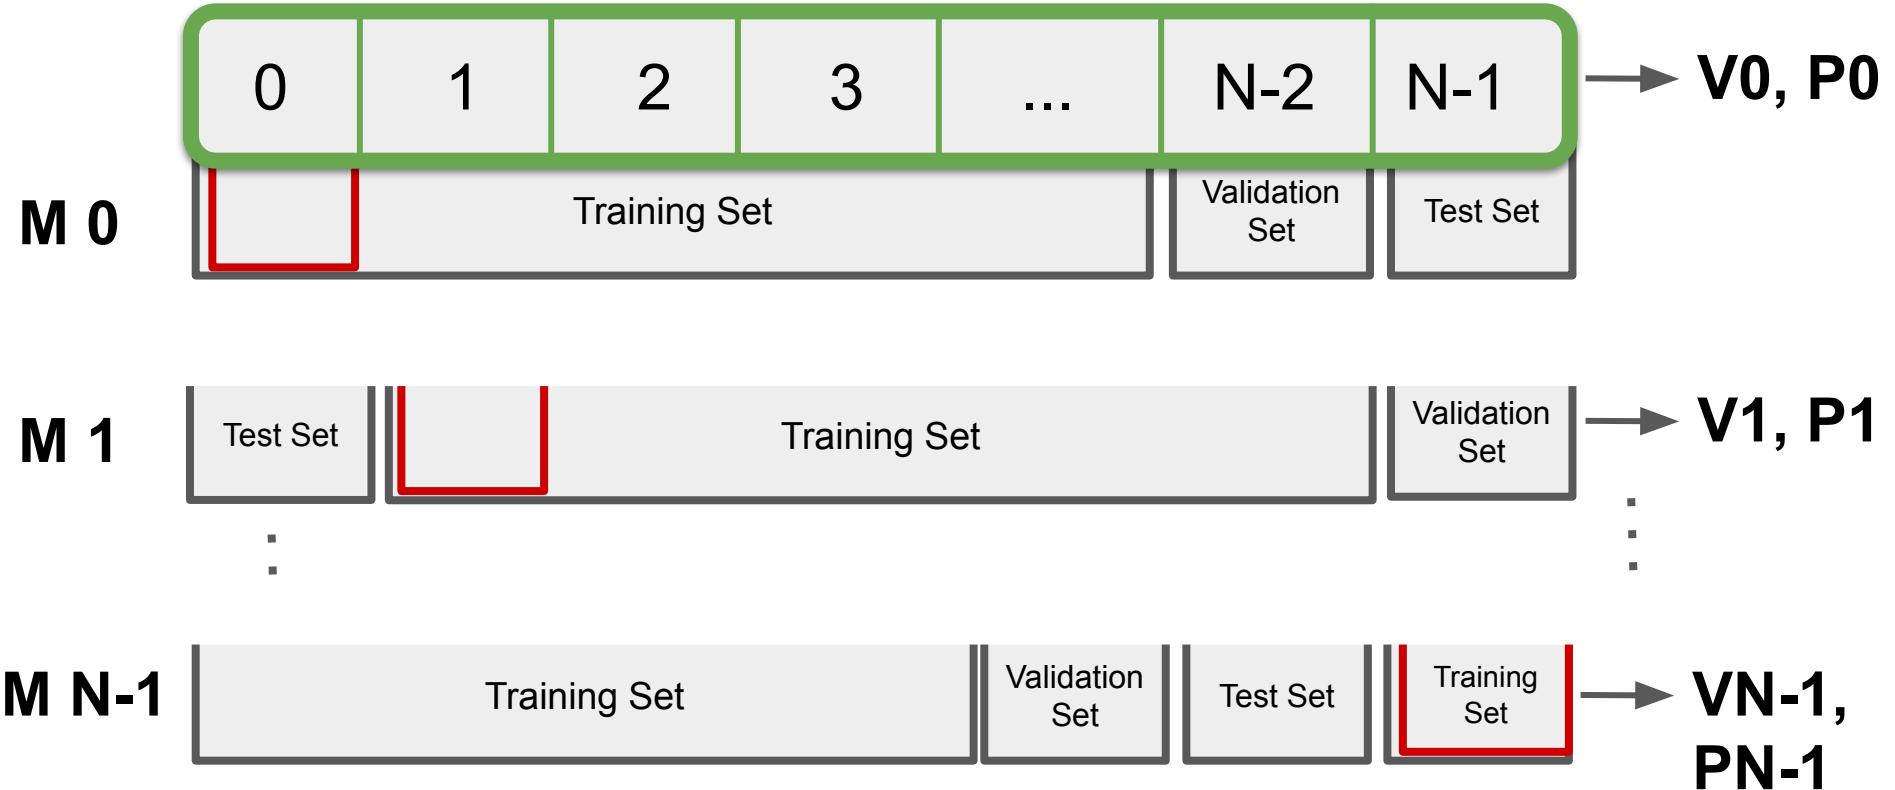 0 1 2 3 ... N-2 N-1 V0, P0
M 0 Training Set Validation Set Test Set
M 1 Test Set Training Set Validation Set V1, P1
M N-1 Training Set Validation Set Test Set Training Set VN-1,
PN-1